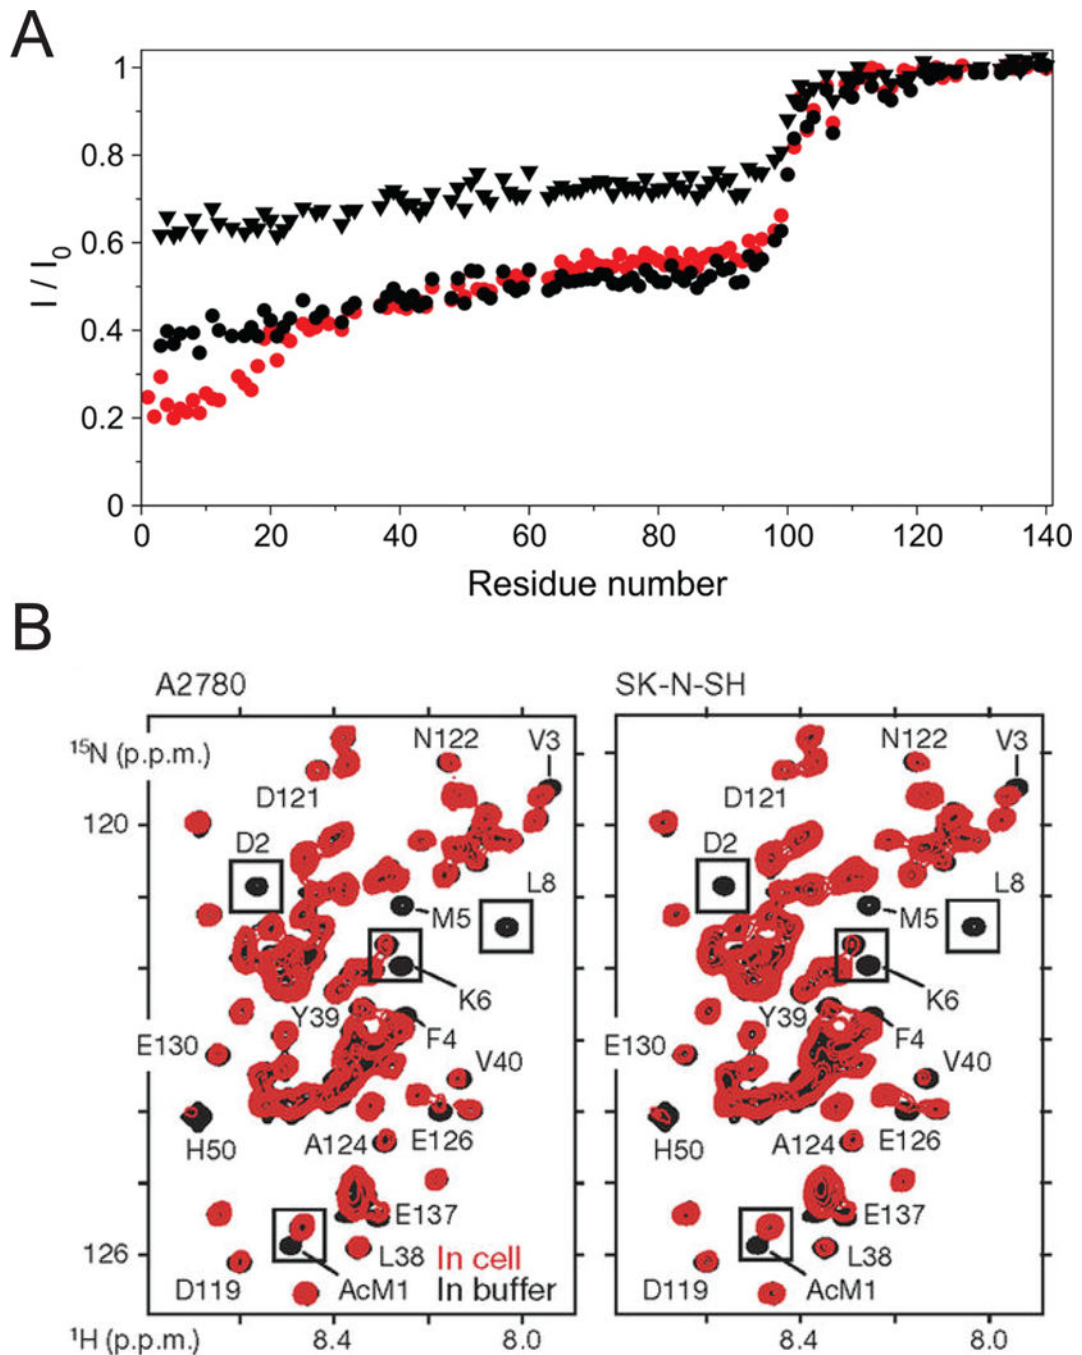 A
1
0.8
0.6
0.4
0.2
0
I / I0
0 20 40 60 80 100 120 140
Residue number
B
A2780
SK-N-SH
15N (p.p.m.)
120
126
N122
V3
D121
D2
L8
M5
K6
Y39
F4
E130
V40
H50
A124
E126
E137
L38
AcM1
D119
In cell
In buffer
N122
V3
D121
D2
L8
M5
K6
Y39
F4
E130
V40
H50
A124
E126
E137
L38
AcM1
D119
1H (p.p.m.)
8.4 8.0
8.4 8.0